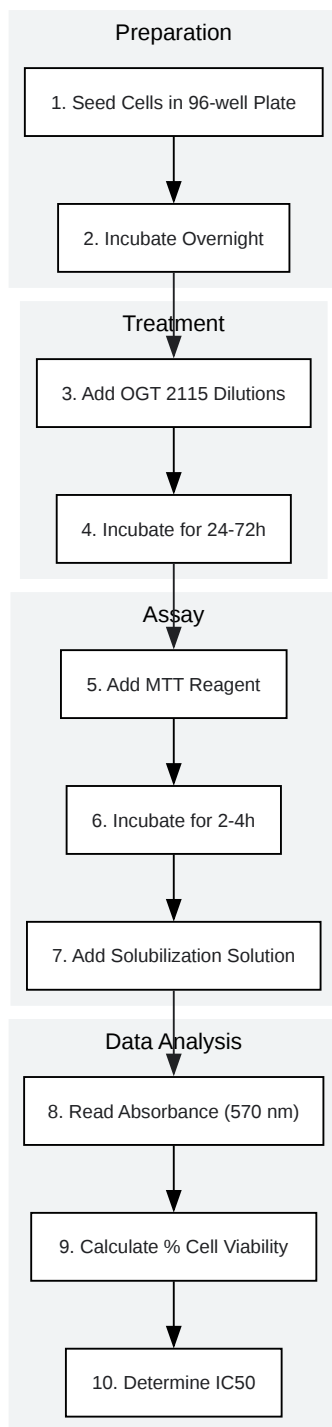 Preparation
1. Seed Cells in 96-well Plate
2. Incubate Overnight
Treatment
3. Add OGT 2115 Dilutions
4. Incubate for 24-72h
Assay
5. Add MTT Reagent
6. Incubate for 2-4h
7. Add Solubilization Solution
Data Analysis
8. Read Absorbance (570 nm)
9. Calculate % Cell Viability
10. Determine IC50